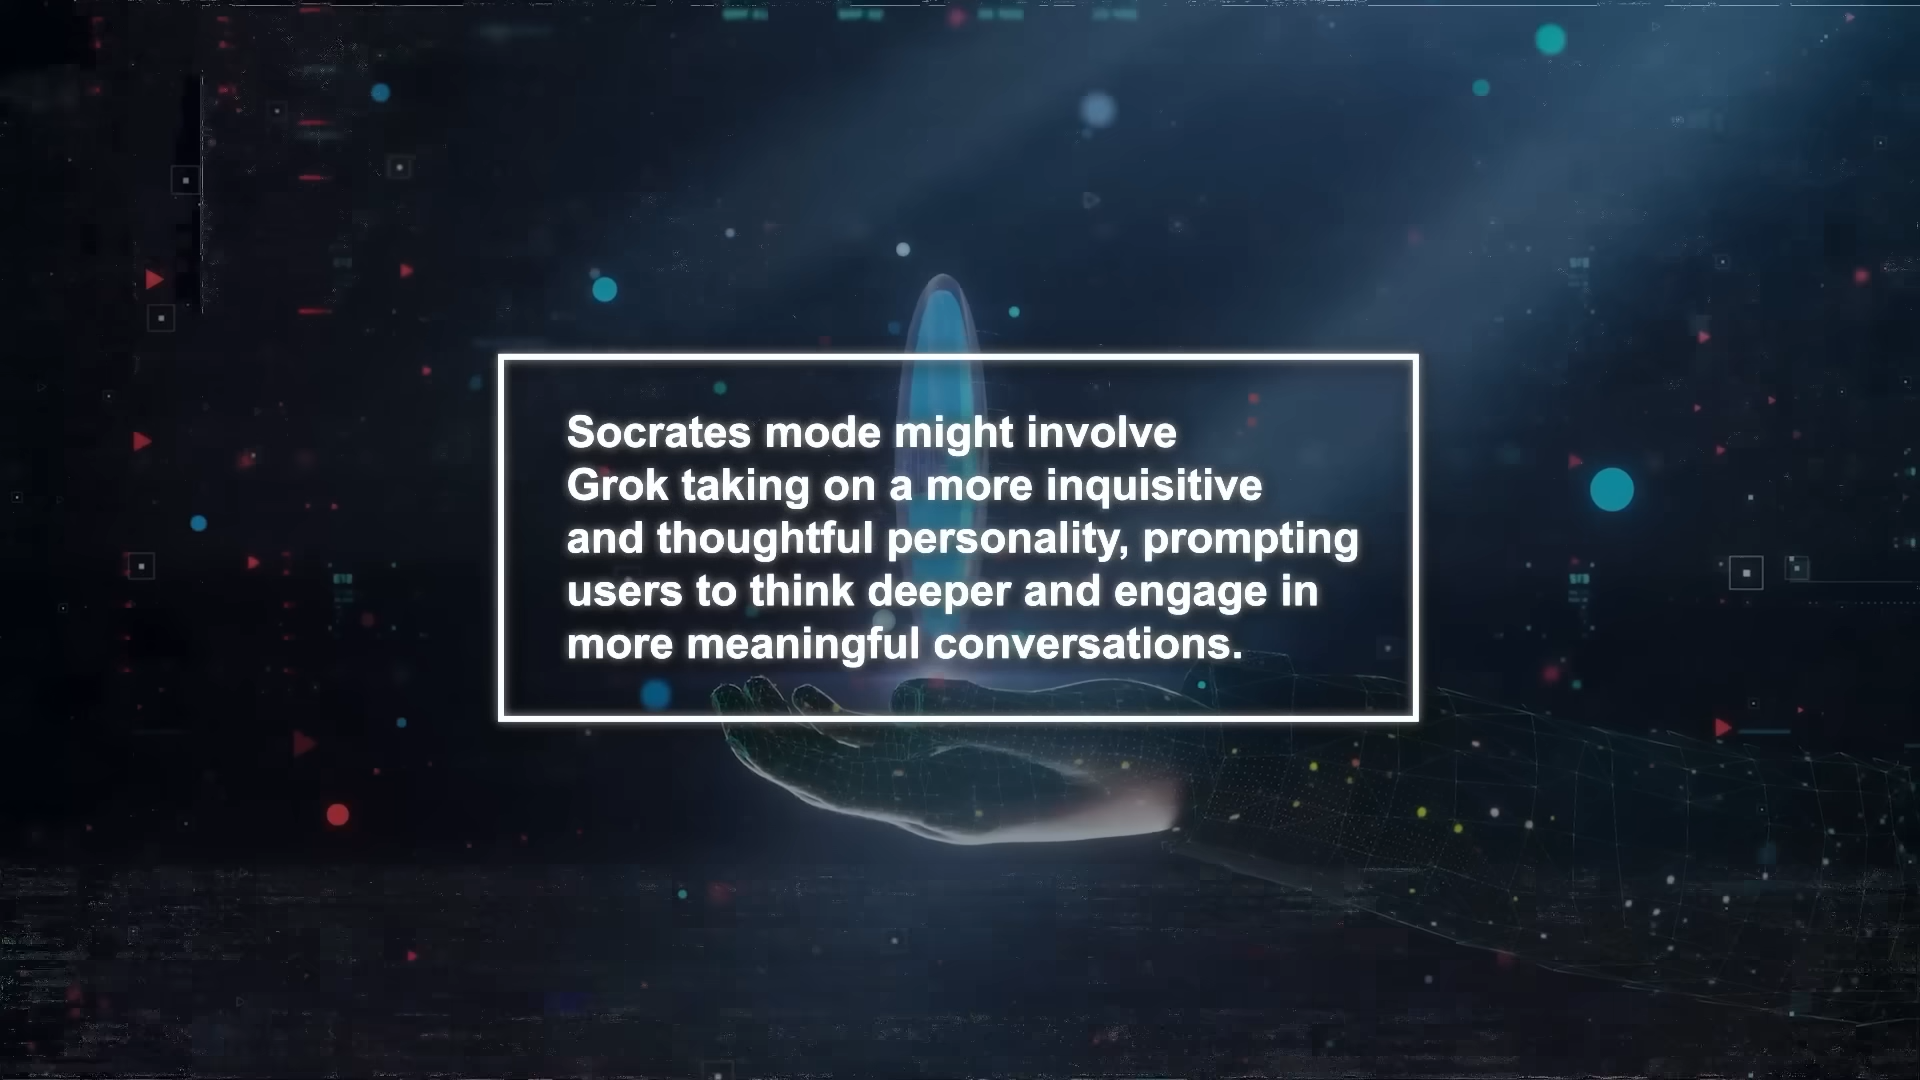 Socrates mode might involve
Grok taking on a more inquisitive
and thoughtful personality, prompting
users to think deeper and engage in
more meaningful conversations.